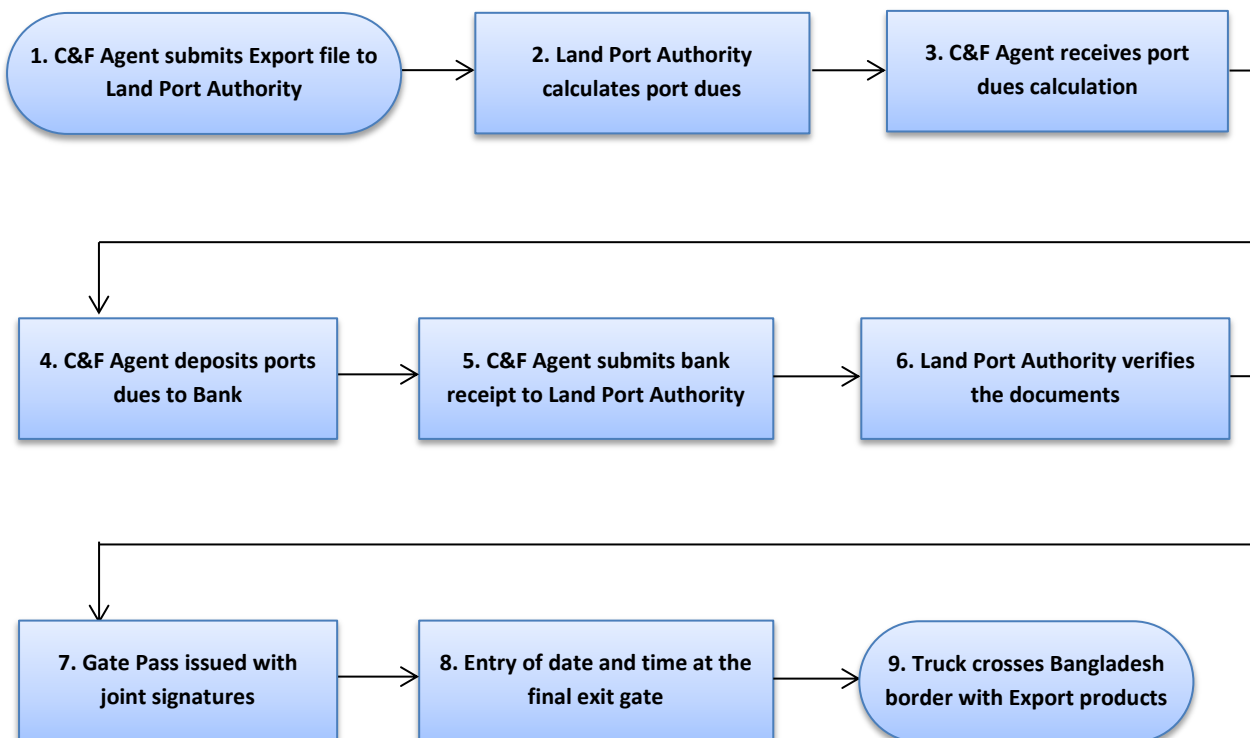 1. C&F Agent submits Export file to
Land Port Authority
2. Land Port Authority
calculates port dues
3. C&F Agent receives port
dues calculation
4. C&F Agent deposits ports
dues to Bank
5. C&F Agent submits bank
receipt to Land Port Authority
6. Land Port Authority verifies
the documents
7. Gate Pass issued with
joint signatures
8. Entry of date and time at the
final exit gate
9. Truck crosses Bangladesh
border with Export products